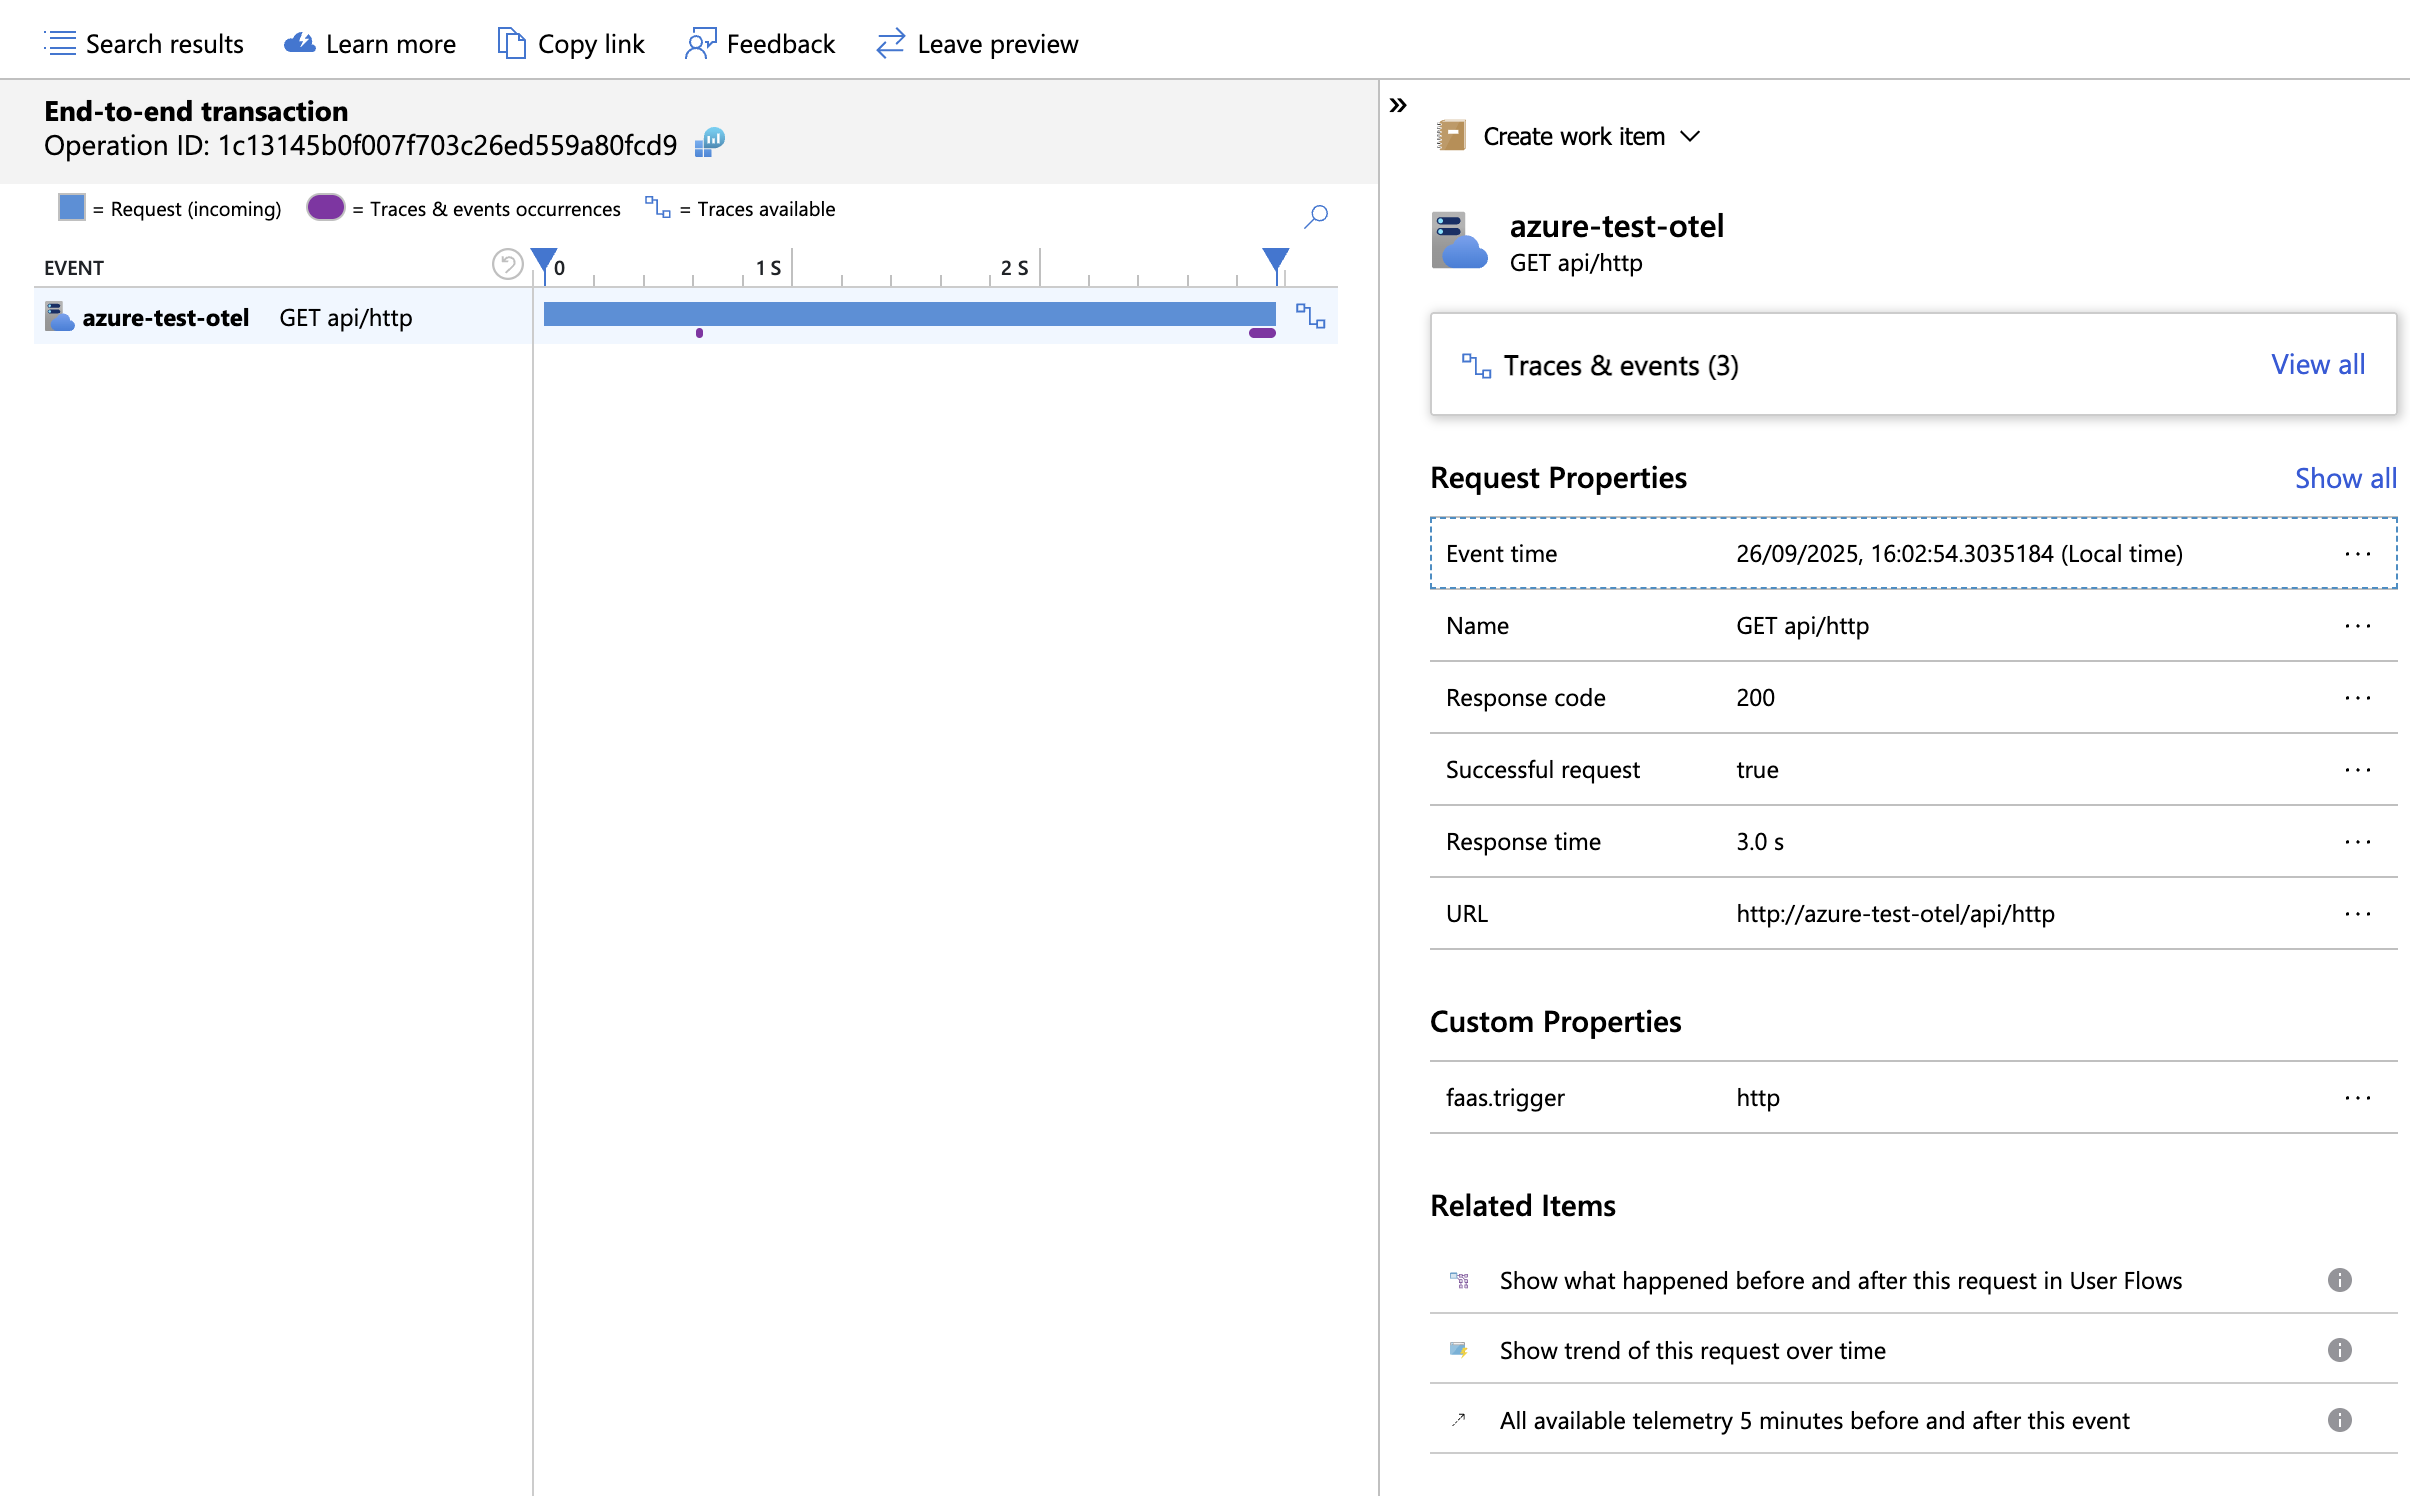 Search results
Learn more
Copy link
Feedback
Leave preview
End-to-end transaction
Operation ID: 1c13145b0f007f703c26ed559a80fcd9
= Request (incoming)
= Traces & events occurrences
= Traces available
EVENT
0
1 S
2 S
azure-test-otel GET api/http
Create work item
azure-test-otel
GET api/http
Traces & events (3) View all
Request Properties Show all
Event time 26/09/2025, 16:02:54.3035184 (Local time) ...
Name GET api/http ...
Response code 200 ...
Successful request true ...
Response time 3.0 s ...
URL http://azure-test-otel/api/http ...
Custom Properties
faas.trigger http ...
Related Items
Show what happened before and after this request in User Flows
Show trend of this request over time
All available telemetry 5 minutes before and after this event